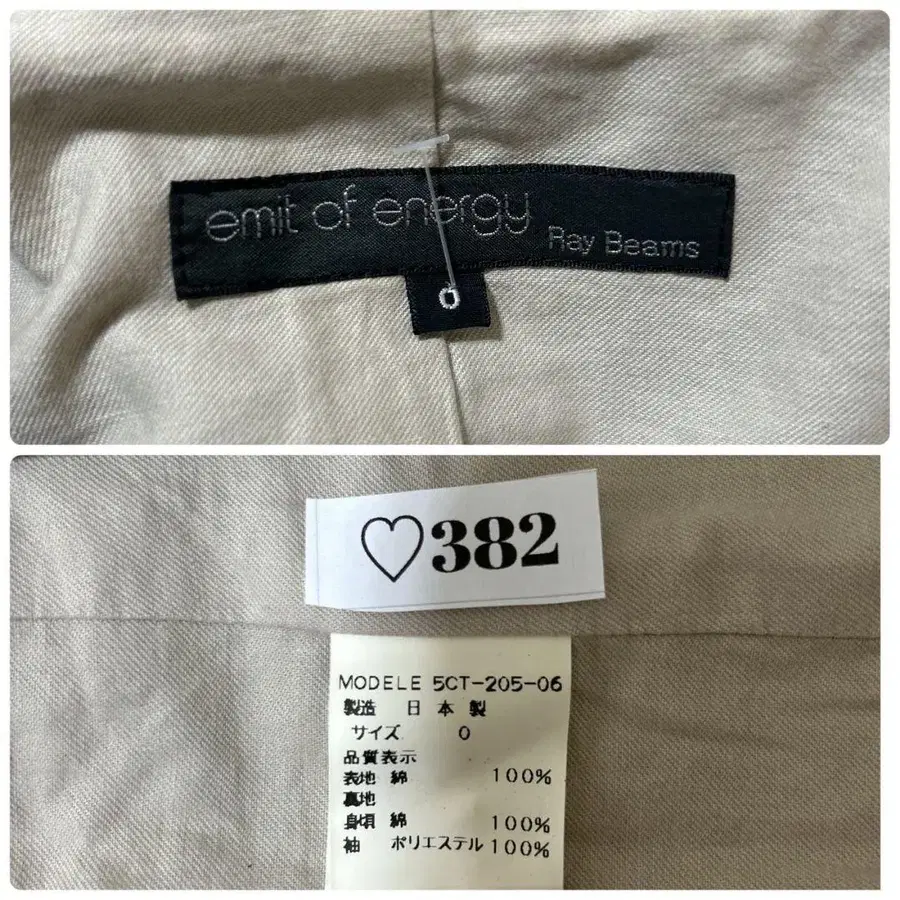 emit of energy
Ray Beams
0
♡382
MODELE 5CT-205-06
製造 日本製
サイズ 0
品質表示
表地 綿 100%
裏地
身頃 綿 100%
袖 ポリエステル 100%